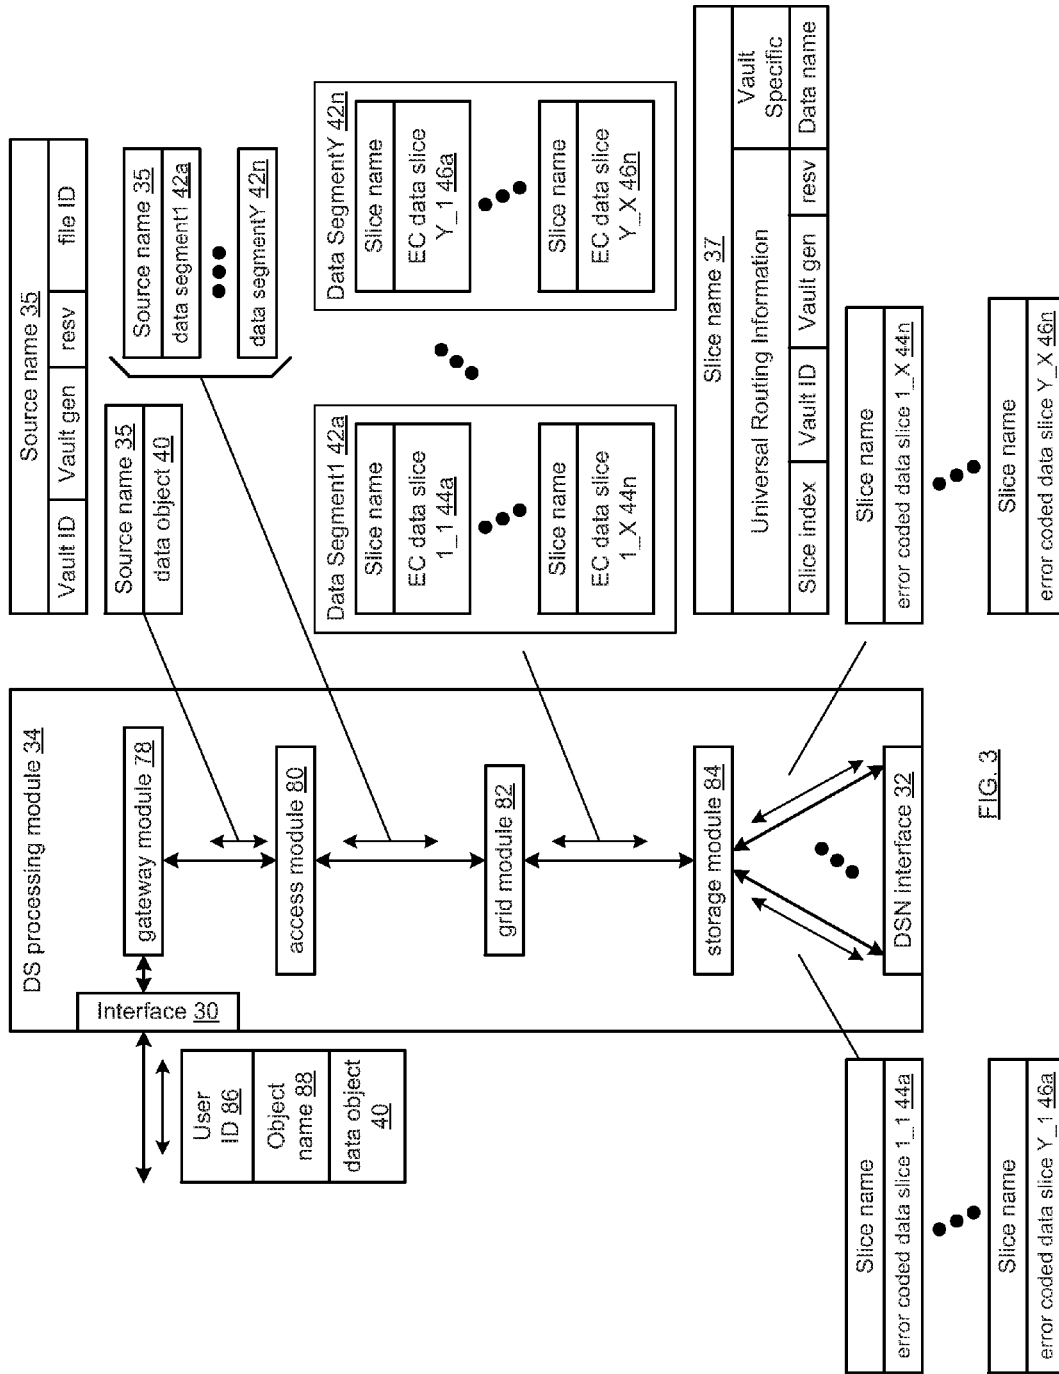 DS processing module 34
Interface 30
gateway module 78
access module 80
grid module 82
storage module 84
DSN interface 32
User
ID 86
Object
name 88
data object
40
Source name 35
Vault ID
Vault gen
resv
file ID
Source name 35
data object 40
Source name 35
data segment1 42a
data segmentY 42n
Data Segment1 42a
Slice name
EC data slice
1_1 44a
Slice name
EC data slice
1_X 44n
Data SegmentY 42n
Slice name
EC data slice
Y_1 46a
Slice name
EC data slice
Y_X 46n
Slice name 37
Universal Routing Information
Vault
Specific
Slice index
Vault ID
Vault gen
resv
Data name
Slice name
error coded data slice 1_1 44a
Slice name
error coded data slice Y_1 46a
Slice name
error coded data slice 1_X 44n
Slice name
error coded data slice Y_X 46n
FIG. 3